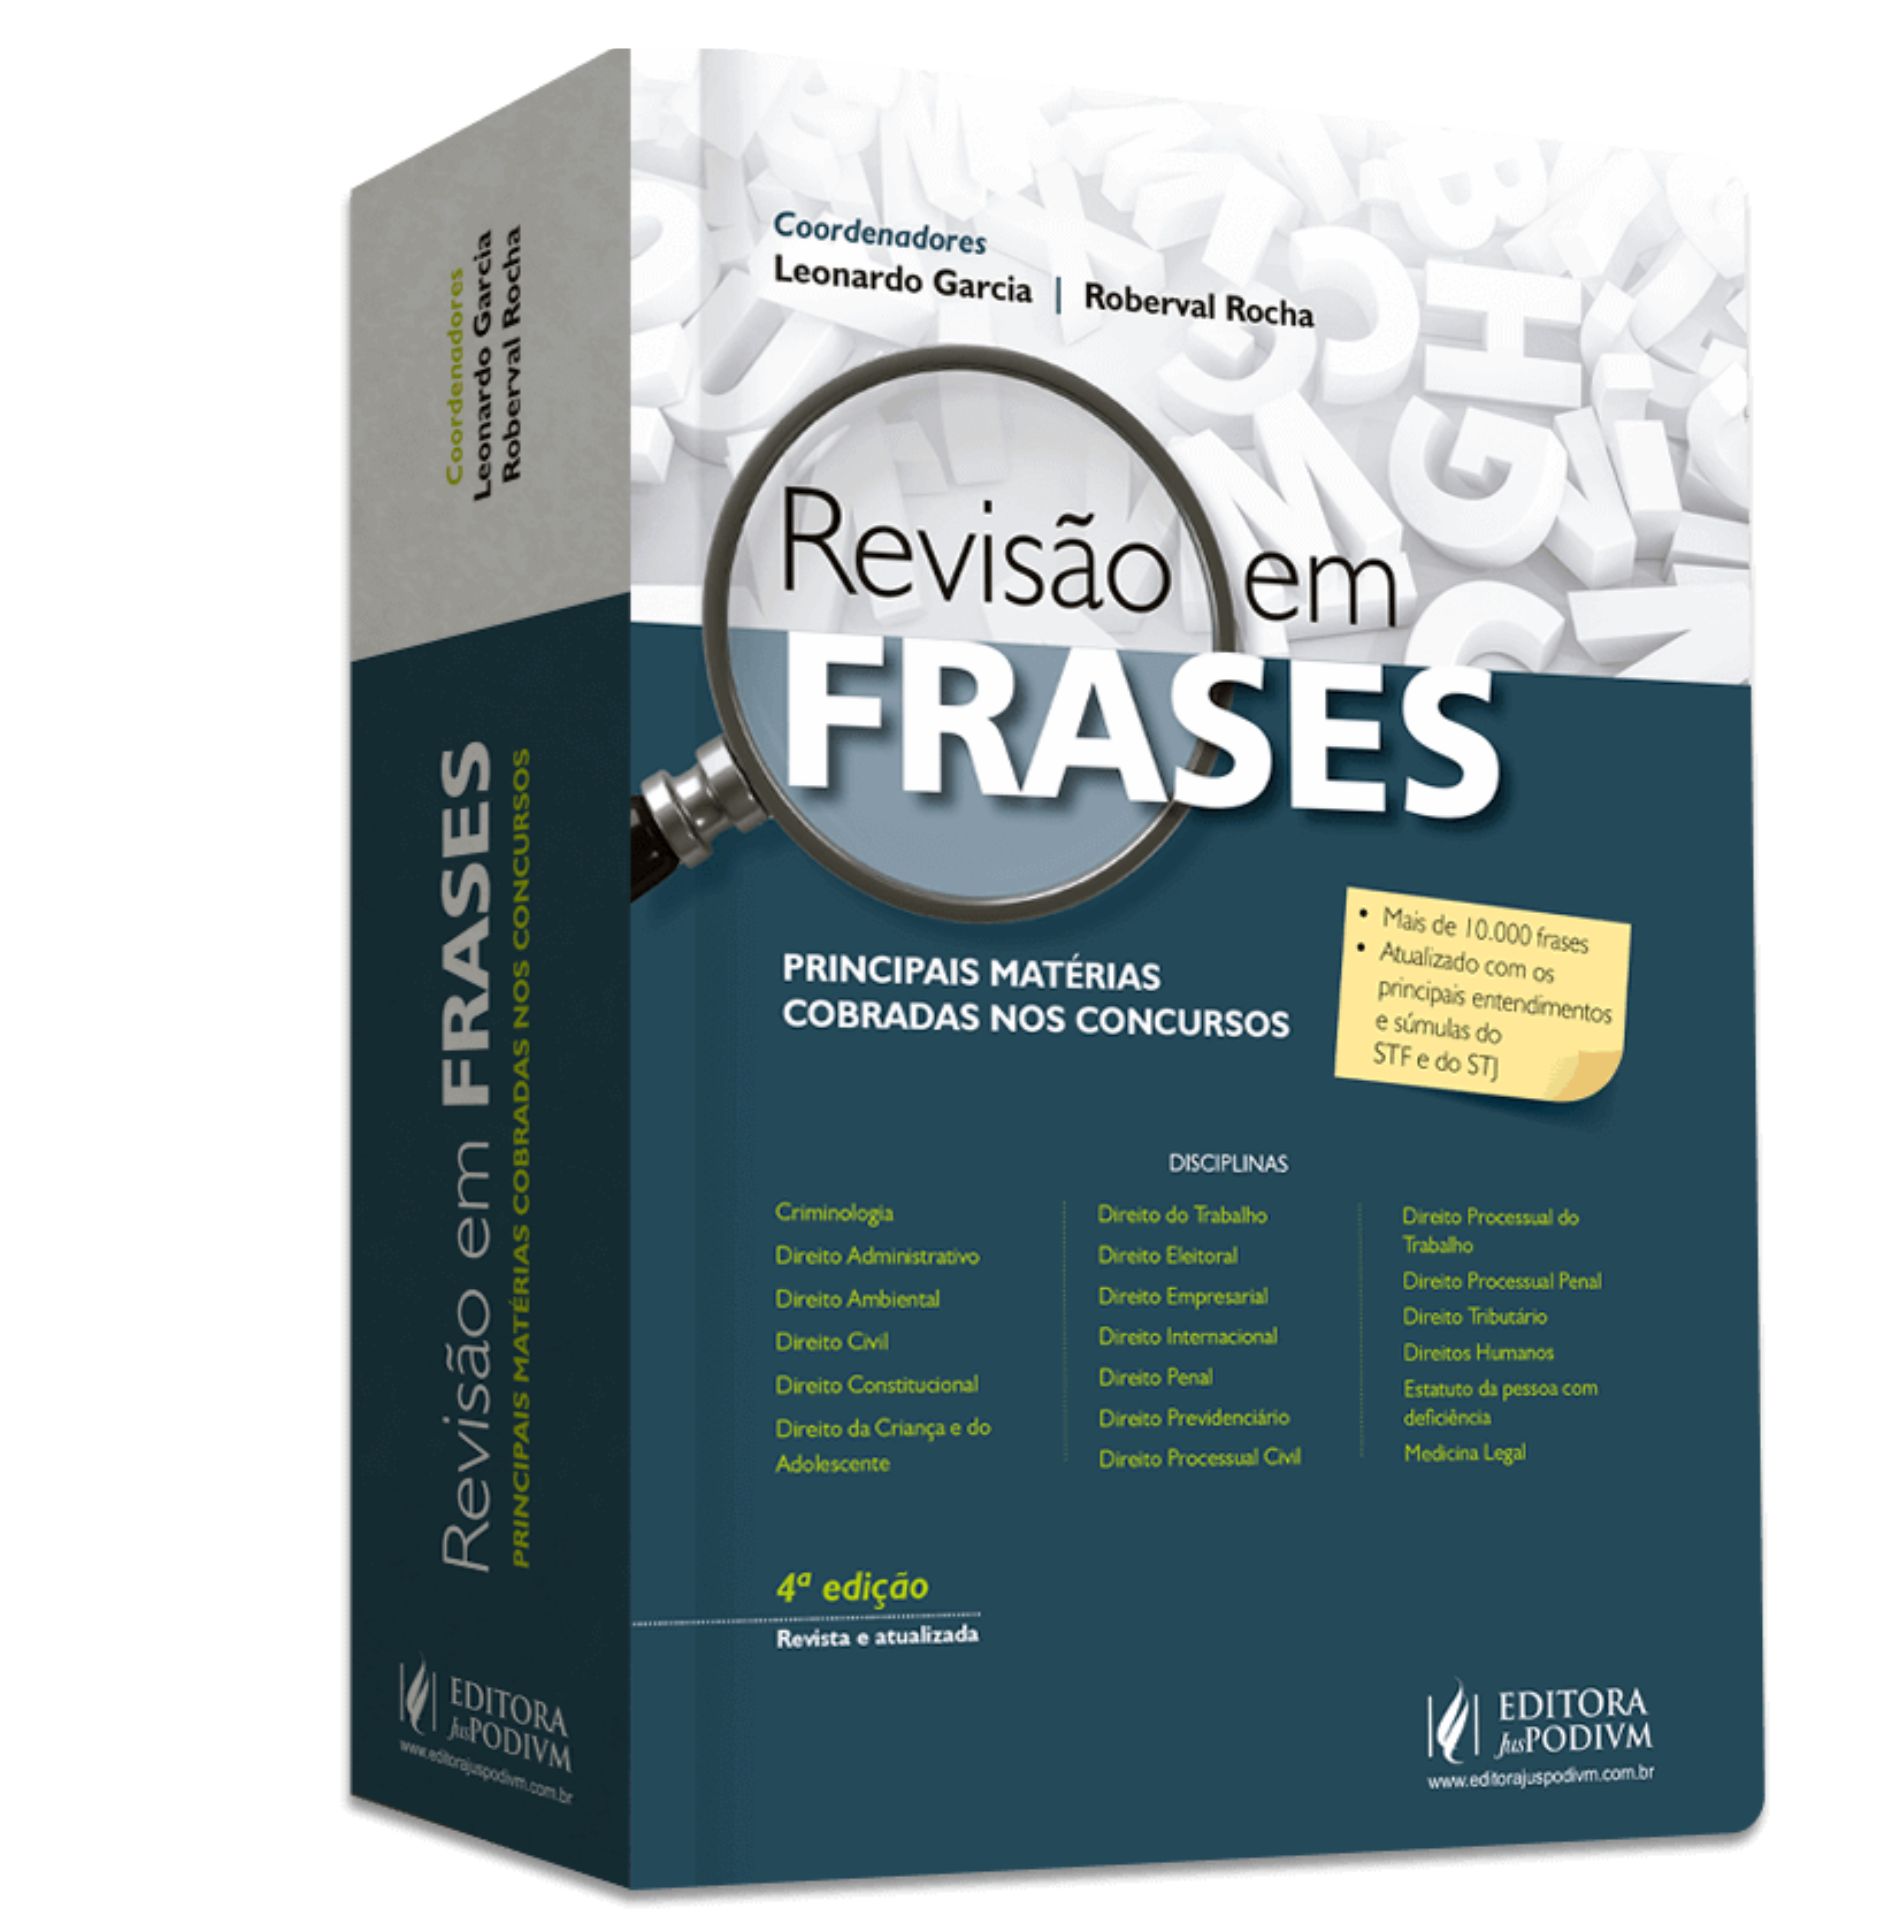 Coordenadores
Leonardo Garcia
Roberval Rocha
Revisão em FRASES
PRINCIPAIS MATÉRIAS COBRADAS NOS CONCURSOS
EDITORA
JusPODIVM
www.editorajuspodivm.com.br
Coordenadores
Leonardo Garcia | Roberval Rocha
Revisão em
FRASES
PRINCIPAIS MATÉRIAS
COBRADAS NOS CONCURSOS
• Mais de 10.000 frases
• Atualizado com os
principais entendimentos
e súmulas do
STF e do STJ
DISCIPLINAS
Criminologia
Direito Administrativo
Direito Ambiental
Direito Civil
Direito Constitucional
Direito da Criança e do
Adolescente
Direito do Trabalho
Direito Eleitoral
Direito Empresarial
Direito Internacional
Direito Penal
Direito Previdenciário
Direito Processual Civil
Direito Processual do
Trabalho
Direito Processual Penal
Direito Tributário
Direitos Humanos
Estatuto da pessoa com
deficiência
Medicina Legal
4ª edição
Revista e atualizada
EDITORA
JusPODIVM
www.editorajuspodivm.com.br